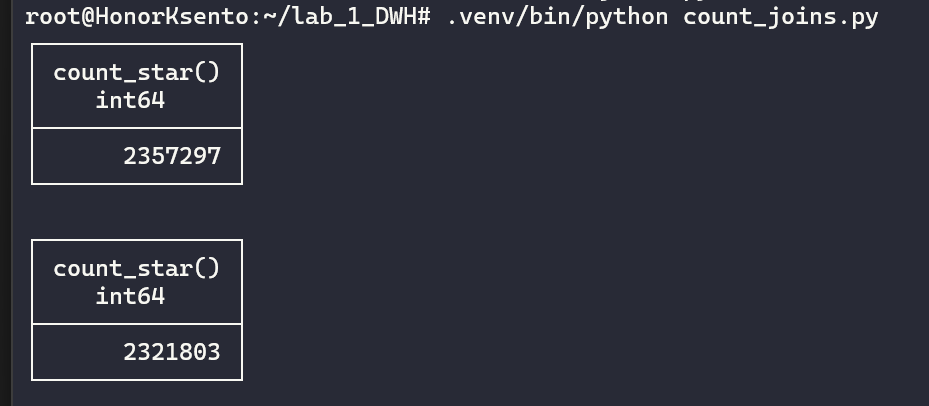 root@HonorKsento:~/lab_1_DWH# .venv/bin/python count_joins.py
count_star()
int64
2357297
count_star()
int64
2321803